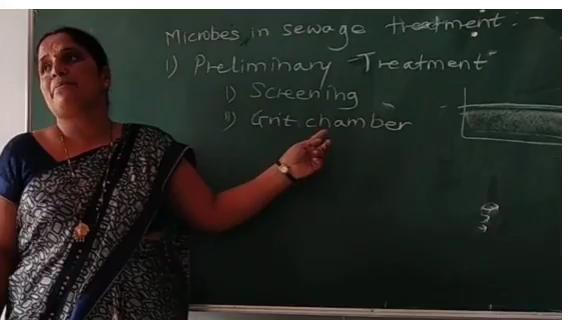 Microbes in sewage treatment :-
1) Preliminary Treatment
i) Screening
ii) Grit chamber